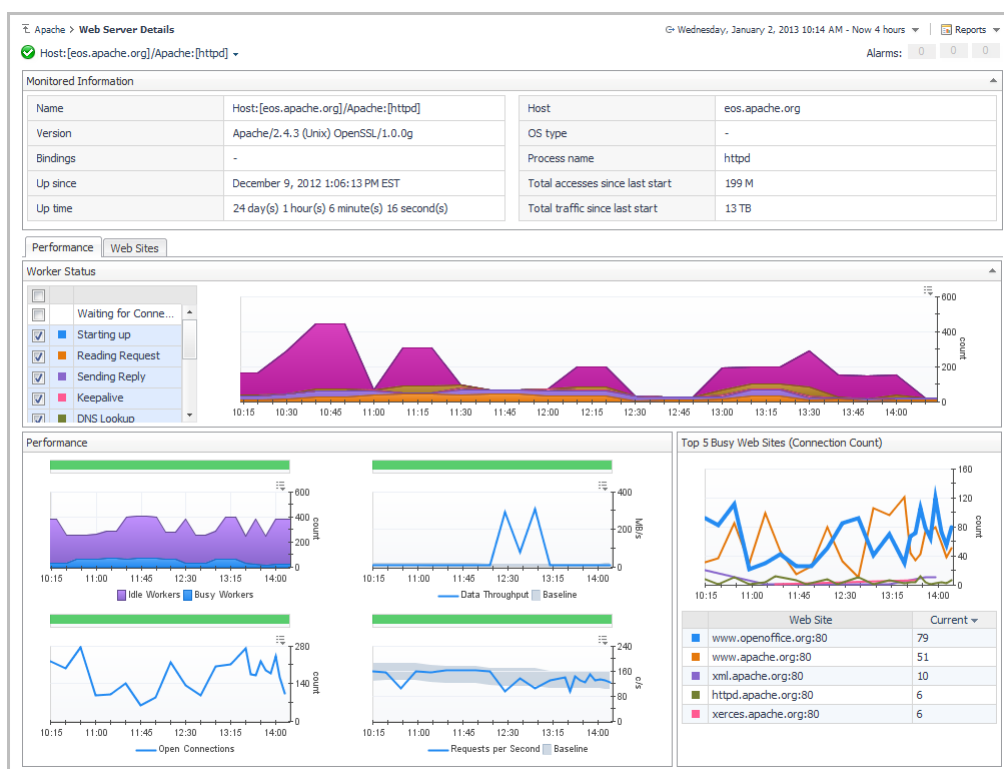 Apache > Web Server Details
Wednesday, January 2, 2013 10:14 AM - Now 4 hours
Reports
Host:[eos.apache.org]/Apache:[httpd]
Alarms: 0 0 0
Monitored Information
Name Host:[eos.apache.org]/Apache:[httpd] Host eos.apache.org
Version Apache/2.4.3 (Unix) OpenSSL/1.0.0g OS type -
Bindings - Process name httpd
Up since December 9, 2012 1:06:13 PM EST Total accesses since last start 199 M
Up time 24 day(s) 1 hour(s) 6 minute(s) 16 second(s) Total traffic since last start 13 TB
Performance Web Sites
Worker Status
Waiting for Conne...
Starting up
Reading Request
Sending Reply
Keepalive
DNS Lookup
600
400
200
0
count
10:15 10:30 10:45 11:00 11:15 11:30 11:45 12:00 12:15 12:30 12:45 13:00 13:15 13:30 13:45 14:00
Performance
600
400
200
0
count
10:15 11:00 11:45 12:30 13:15 14:00
Idle Workers Busy Workers
400
200
0
MB/s
10:15 11:00 11:45 12:30 13:15 14:00
Data Throughput Baseline
280
140
0
count
10:15 11:00 11:45 12:30 13:15 14:00
Open Connections
240
160
80
0
c/s
10:15 11:00 11:45 12:30 13:15 14:00
Requests per Second Baseline
Top 5 Busy Web Sites (Connection Count)
160
120
80
40
0
count
10:15 11:00 11:45 12:30 13:15 14:00
Web Site Current
www.openoffice.org:80 79
www.apache.org:80 51
xml.apache.org:80 10
httpd.apache.org:80 6
xerces.apache.org:80 6